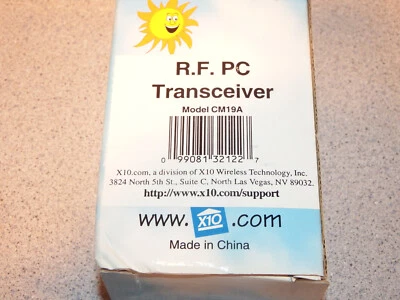 R.F. PC
Transceiver
Model CM19A
0 99081 32122 7
X10.com, a division of X10 Wireless Technology, Inc.
3824 North 5th St., Suite C, North Las Vegas, NV 89032.
http://www.x10.com/support
www.X10.com
Made in China